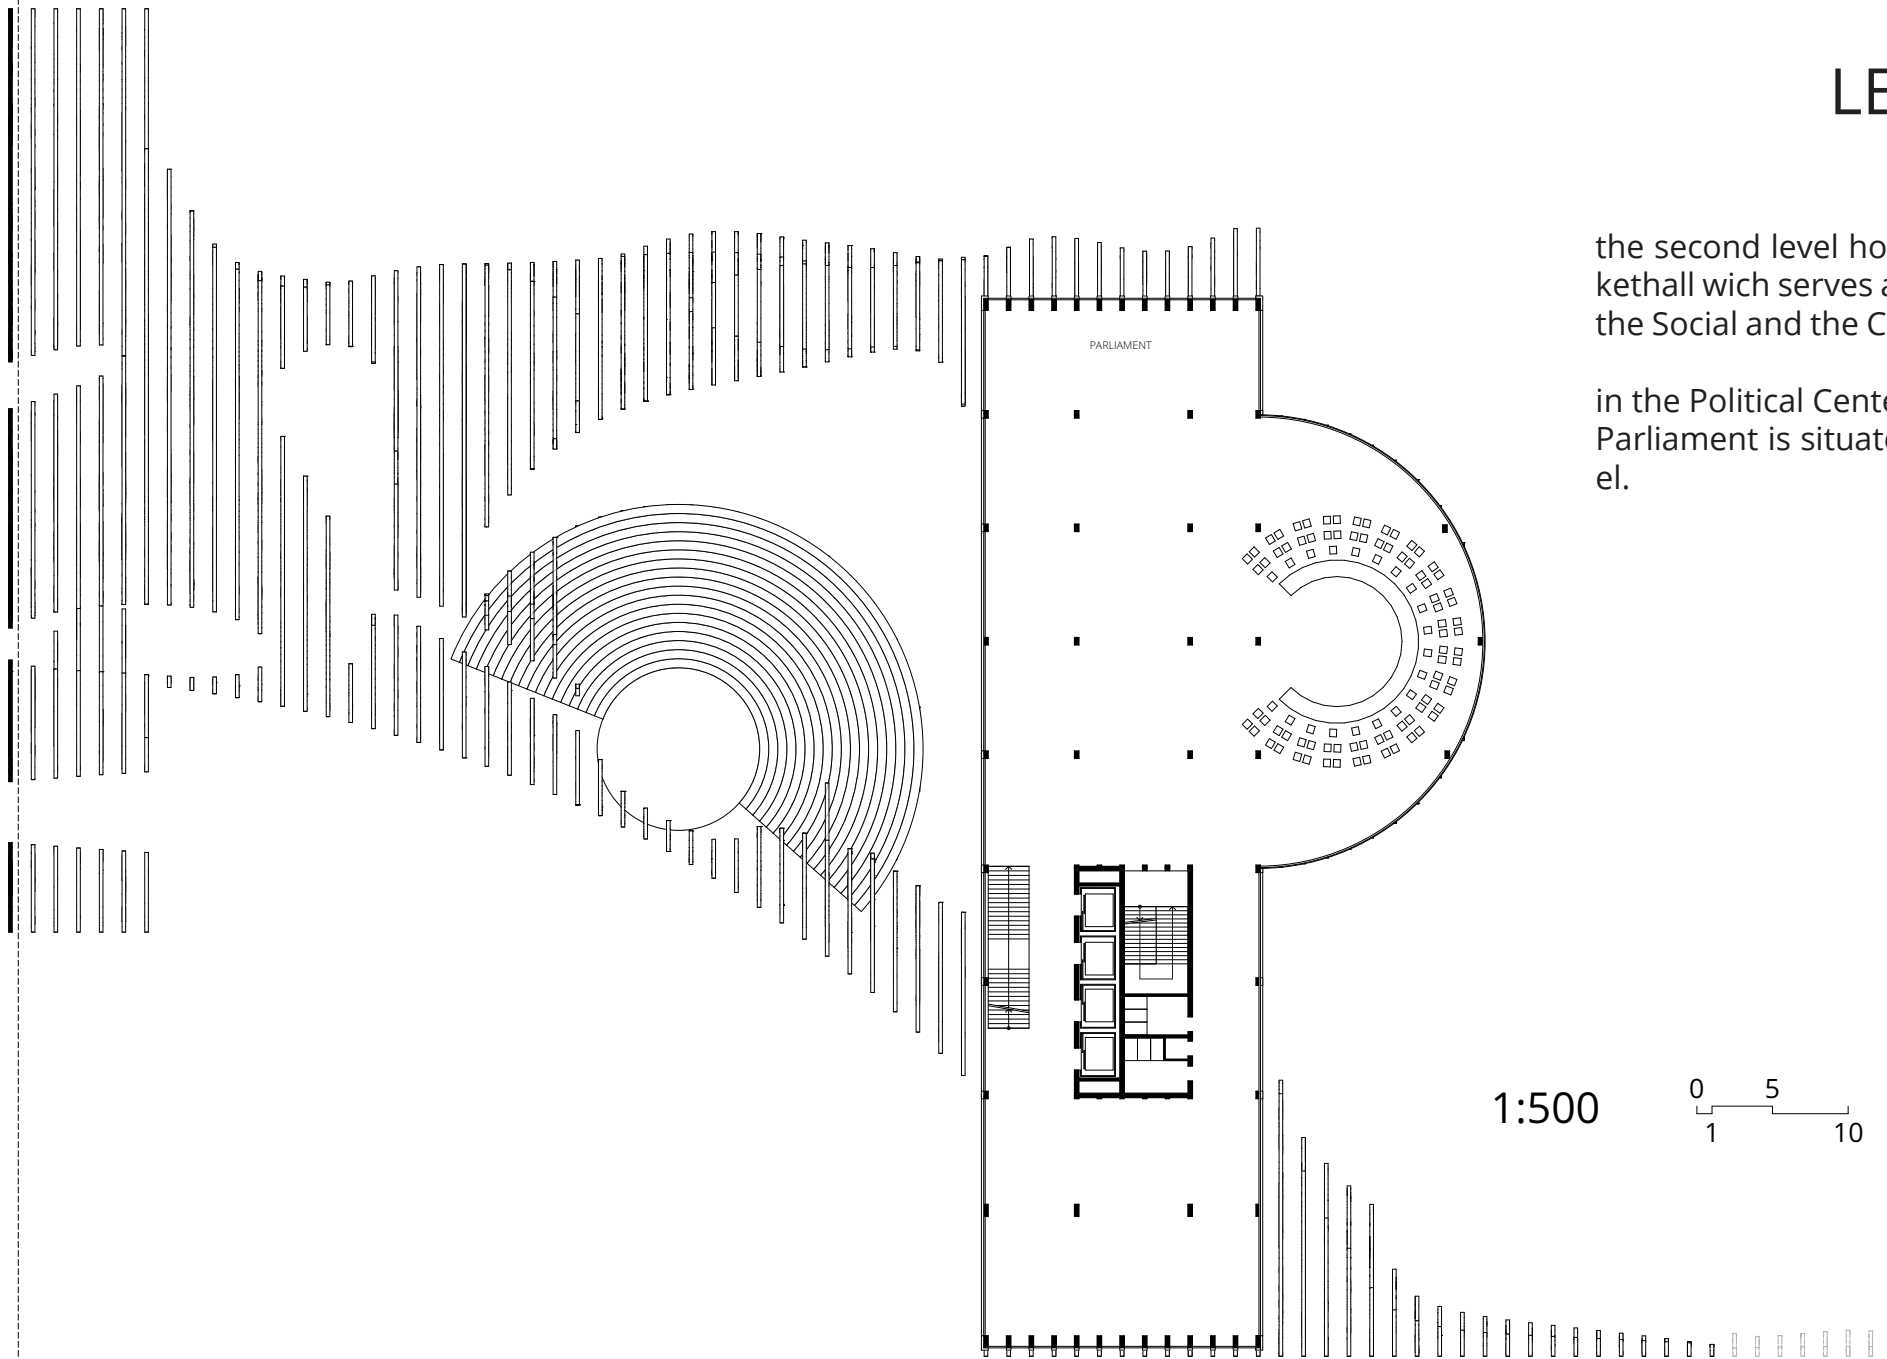 LE
the second level ho
kethall wich serves a
the Social and the C
in the Political Cente
Parliament is situate
el.
PARLIAMENT
1:500
0 5
1 10